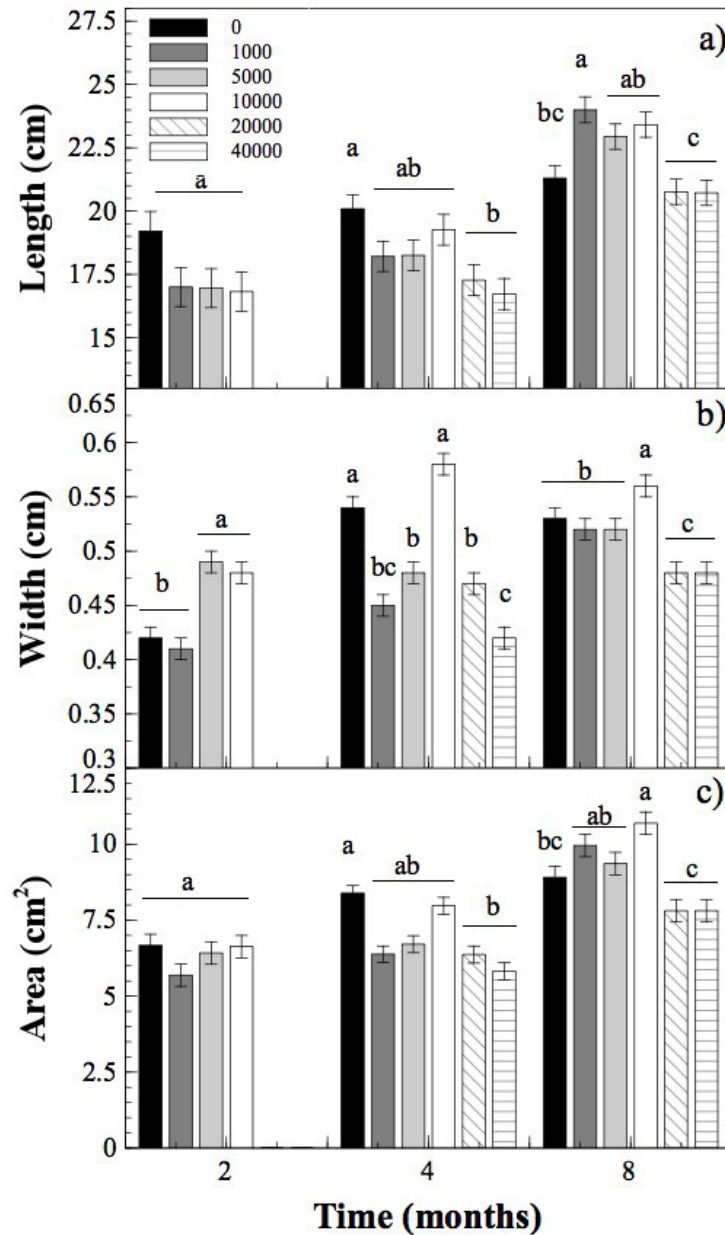 27.5
25
22.5
20
17.5
15
Length (cm)
0
1000
5000
10000
20000
40000
a)
a
a
ab
b
bc
a
ab
c
0.65
0.6
0.55
0.5
0.45
0.4
0.35
0.3
Width (cm)
b)
b
a
a
bc
b
a
b
c
b
a
c
12.5
10
7.5
5
2.5
0
Area (cm²)
c)
a
a
ab
b
bc
ab
a
c
2
4
8
Time (months)